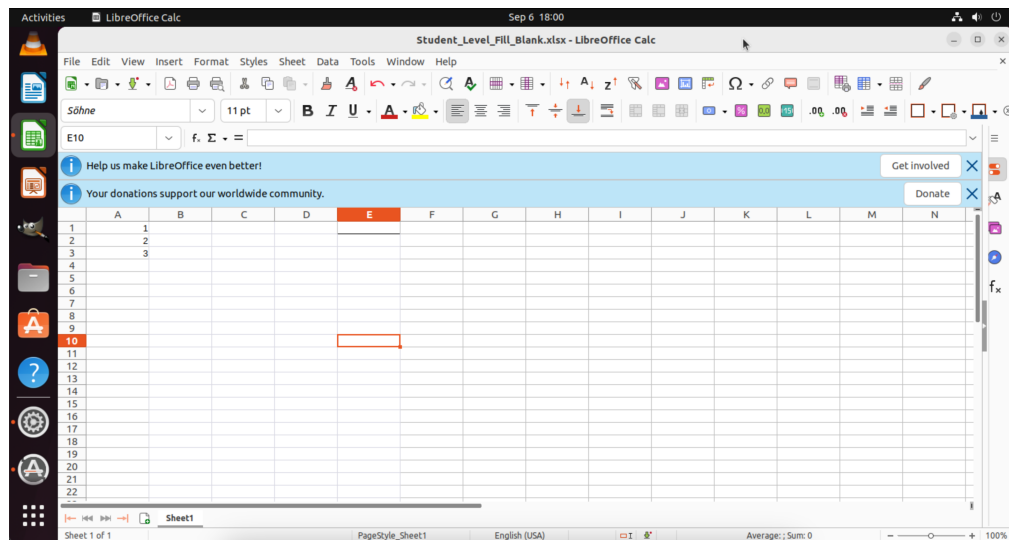 Activities LibreOffice Calc Sep 6 18:00
Student_Level_Fill_Blank.xlsx - LibreOffice Calc
File Edit View Insert Format Styles Sheet Data Tools Window Help
Söhne 11 pt B I U A
E10 fx Σ =
Help us make LibreOffice even better! Get involved
Your donations support our worldwide community. Donate
A B C D E F G H I J K L M N
1 1
2 2
3 3
4
5
6
7
8
9
10
11
12
13
14
15
16
17
18
19
20
21
22
Sheet1
Sheet 1 of 1 PageStyle_Sheet1 English (USA) Average: ; Sum: 0 100%